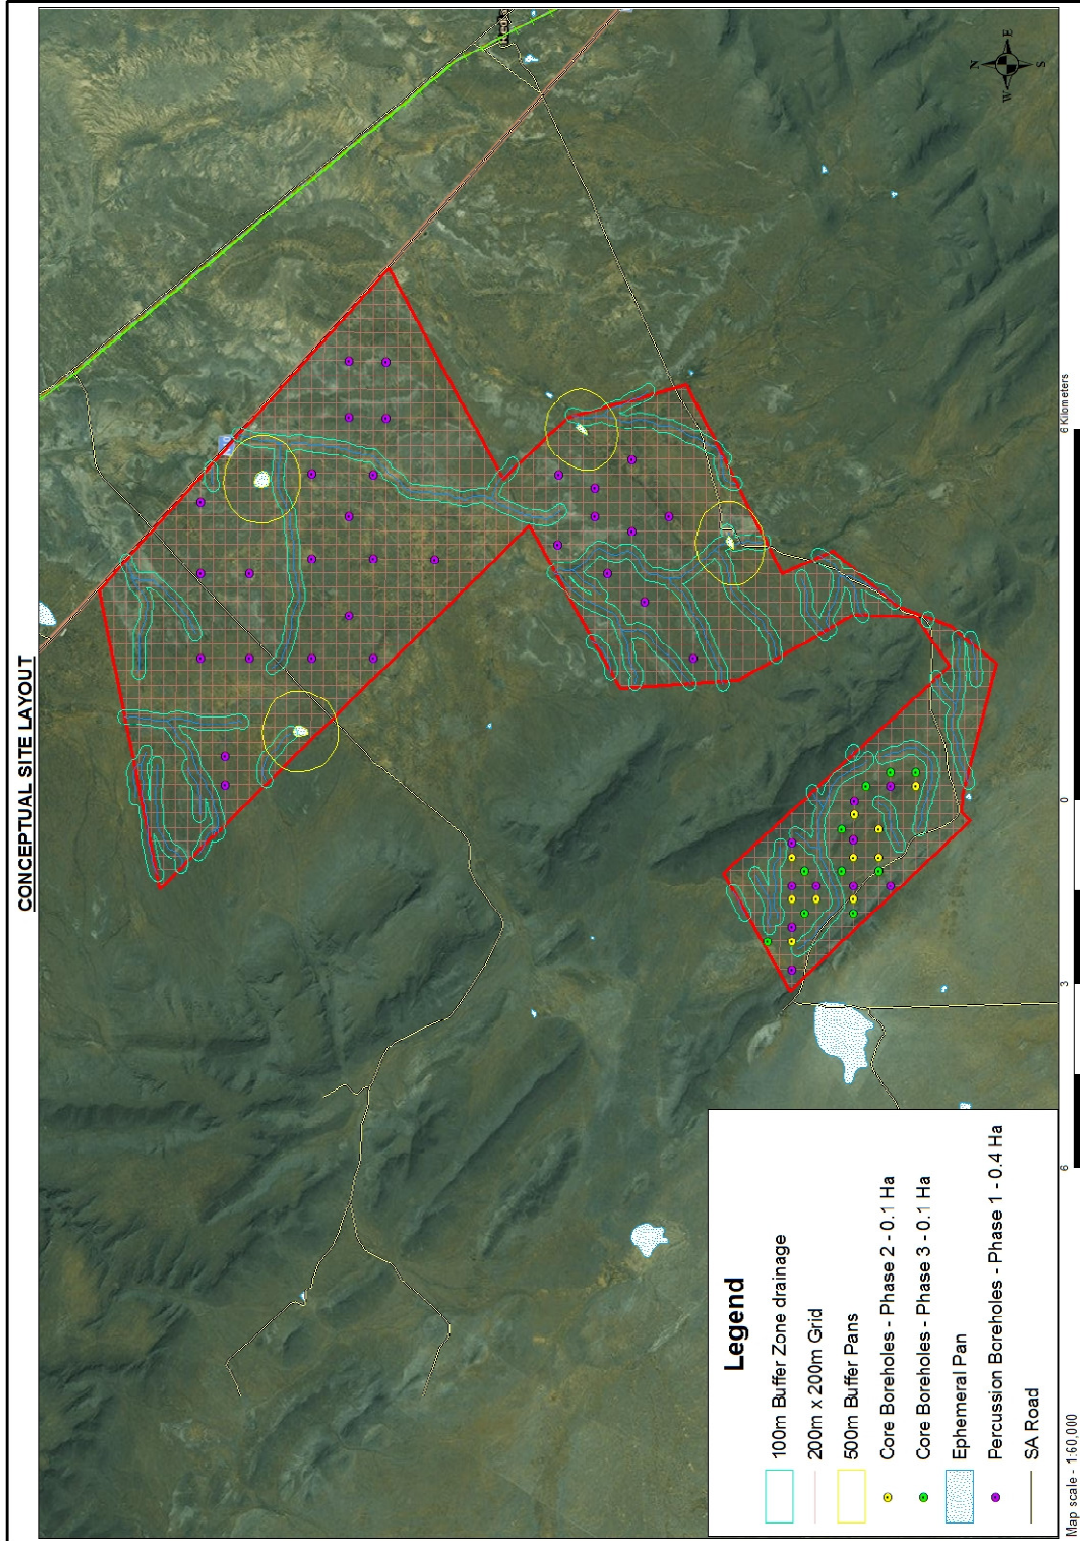 CONCEPTUAL SITE LAYOUT
N
E
S
W
Legend
100m Buffer Zone drainage
200m x 200m Grid
500m Buffer Pans
Core Boreholes - Phase 2 - 0.1 Ha
Core Boreholes - Phase 3 - 0.1 Ha
Ephemeral Pan
Percussion Boreholes - Phase 1 - 0.4 Ha
SA Road
Map scale - 1:60,000
6
3
0
6 Kilometers